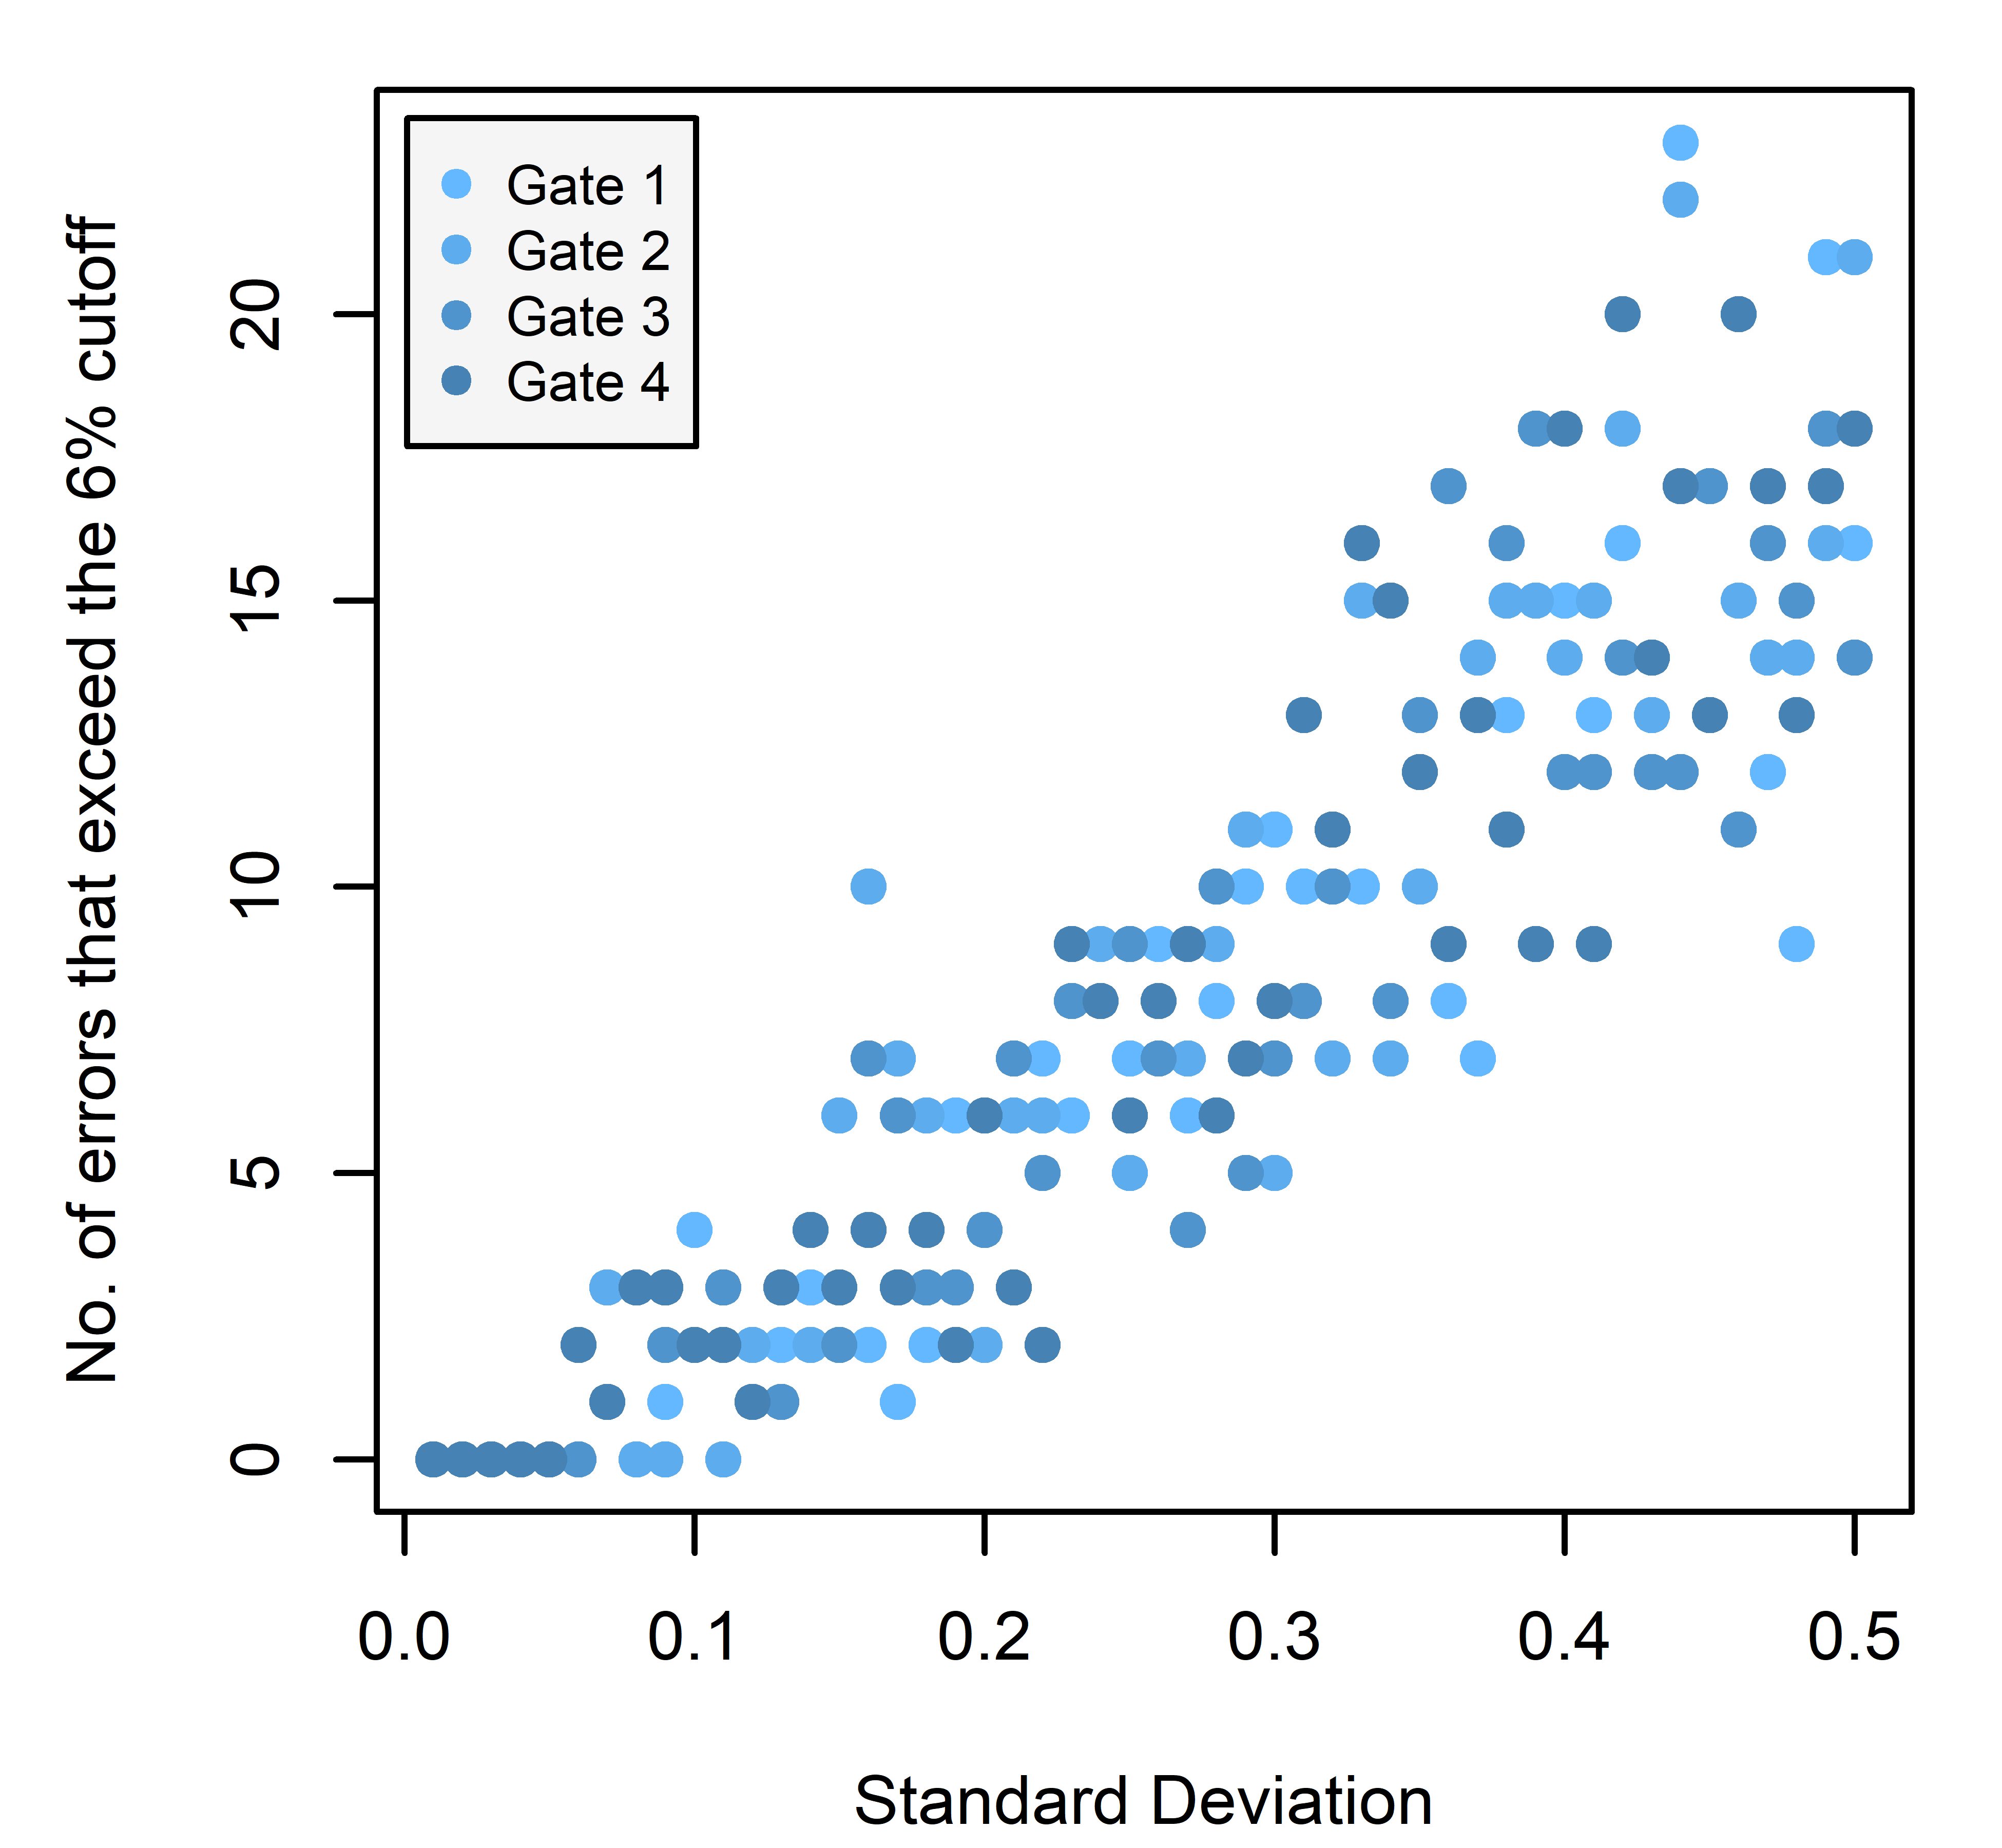 No. of errors that exceed the 6% cutoff
20
15
10
5
0
Gate 1
Gate 2
Gate 3
Gate 4
0.0 0.1 0.2 0.3 0.4 0.5
Standard Deviation